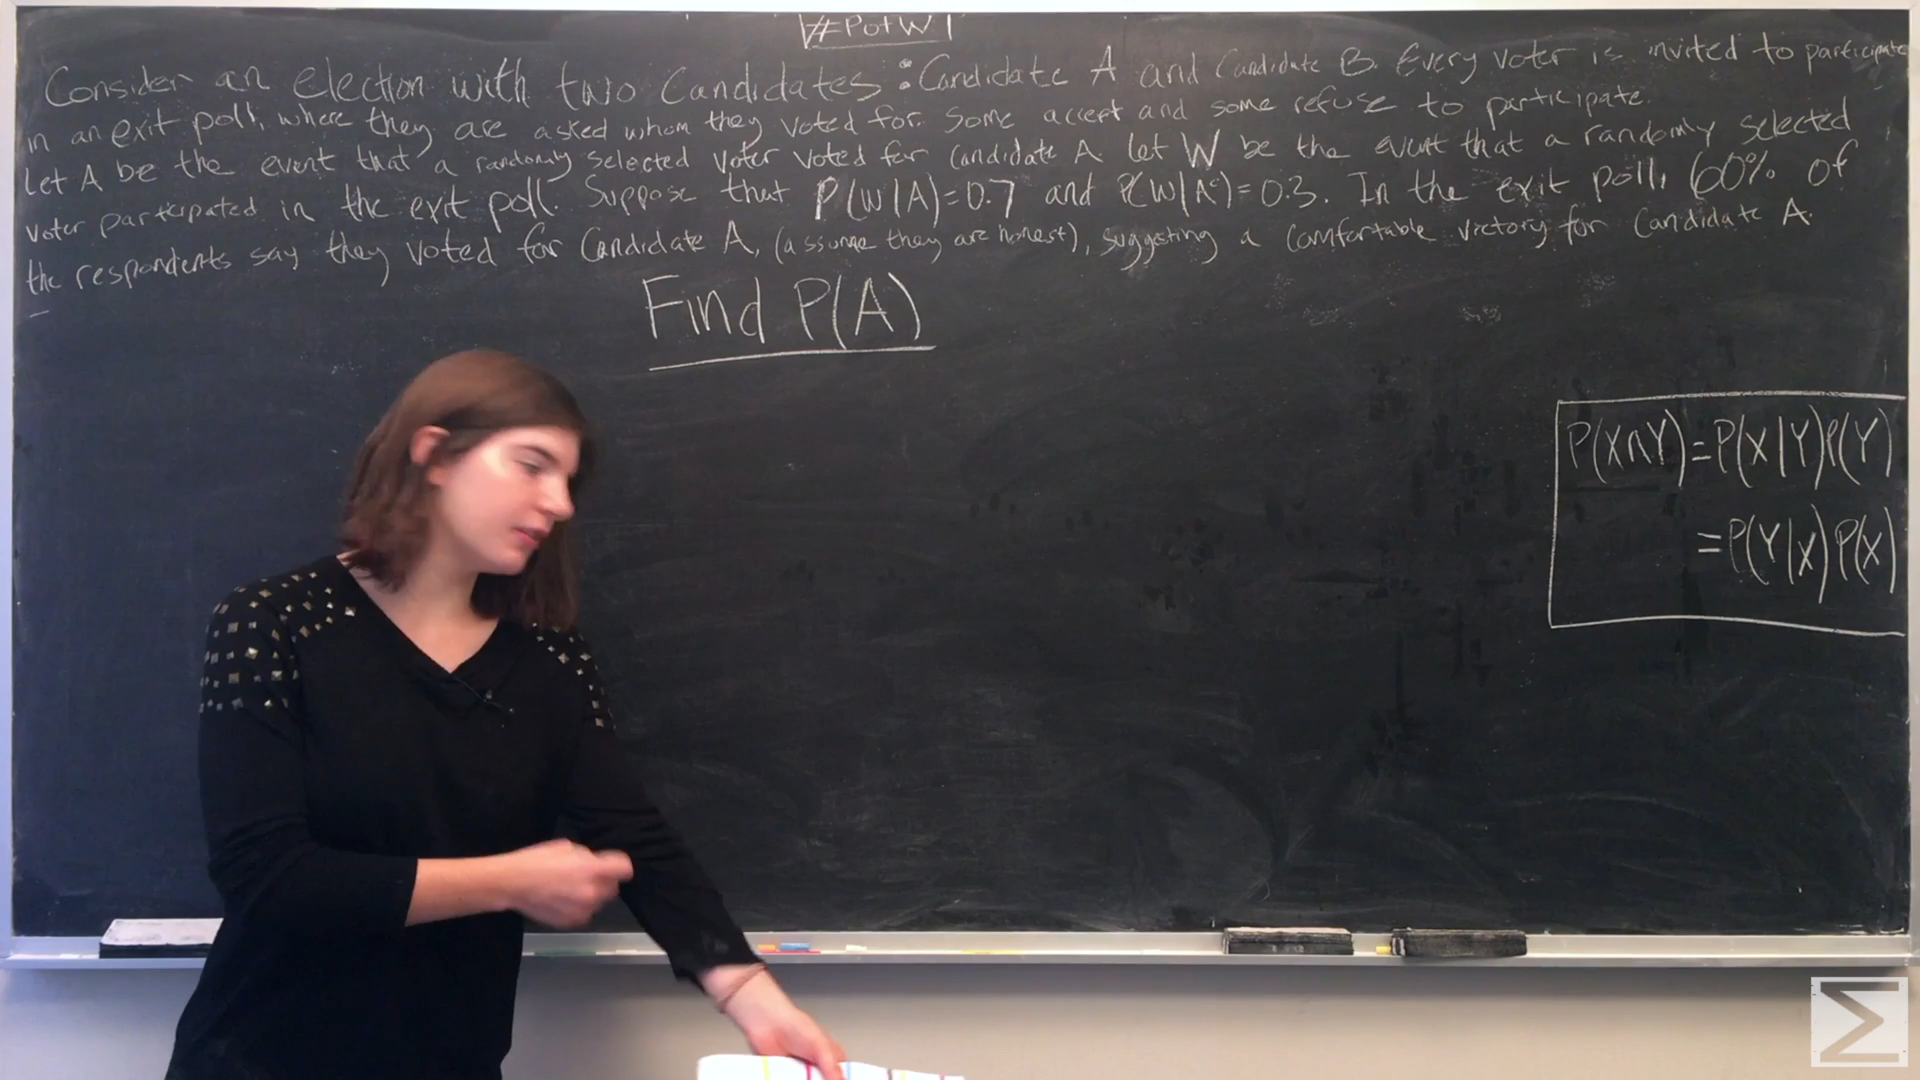 #PotW1
Consider an election with two Candidates: Candidate A and Candidate B. Every voter is invited to participate
in an exit poll, where they are asked whom they voted for. Some accept and some refuse to participate.
Let A be the event that a randomly selected voter voted for Candidate A. Let W be the event that a randomly selected
voter participated in the exit poll. Suppose that P(W|A)=0.7 and P(W|Aᶜ)=0.3. In the exit poll, 60% of
the respondents say they voted for Candidate A, (assume they are honest), suggesting a comfortable victory for Candidate A.
Find P(A)
P(X∩Y)=P(X|Y)P(Y)
=P(Y|X)P(X)
Σ